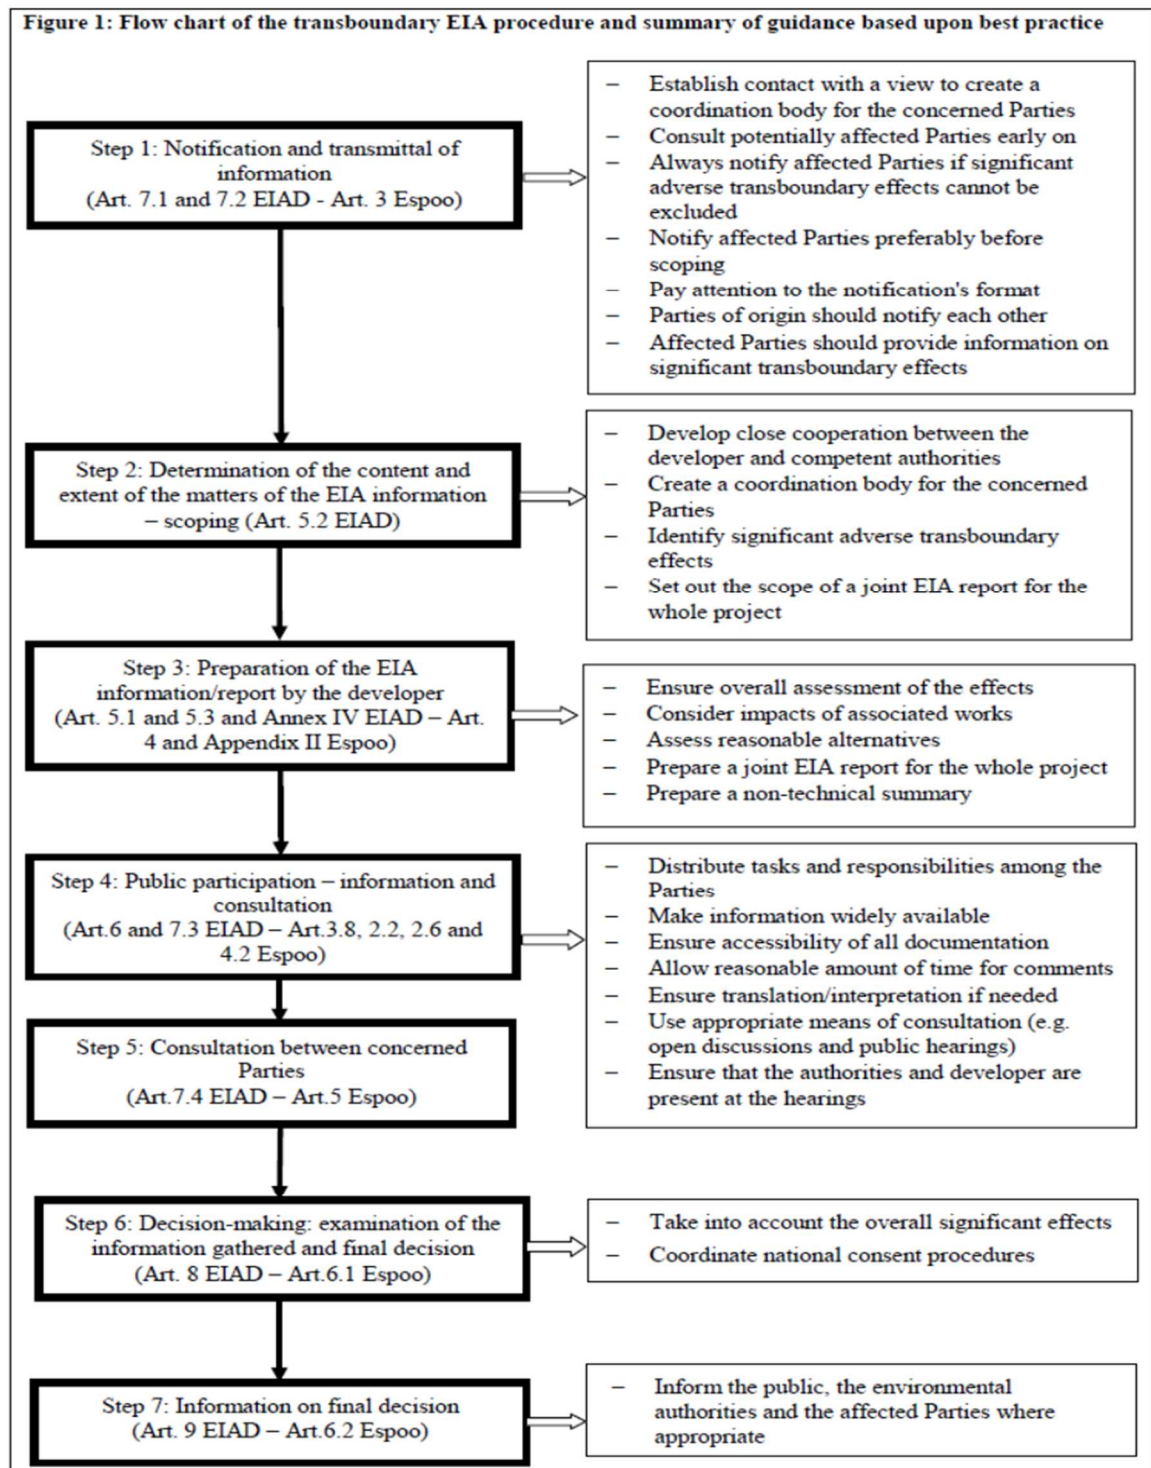 Figure 1: Flow chart of the transboundary EIA procedure and summary of guidance based upon best practice
Step 1: Notification and transmittal of
information
(Art. 7.1 and 7.2 EIAD - Art. 3 Espoo)
– Establish contact with a view to create a
coordination body for the concerned Parties
– Consult potentially affected Parties early on
– Always notify affected Parties if significant
adverse transboundary effects cannot be
excluded
– Notify affected Parties preferably before
scoping
– Pay attention to the notification's format
– Parties of origin should notify each other
– Affected Parties should provide information on
significant transboundary effects
Step 2: Determination of the content and
extent of the matters of the EIA information
– scoping (Art. 5.2 EIAD)
– Develop close cooperation between the
developer and competent authorities
– Create a coordination body for the concerned
Parties
– Identify significant adverse transboundary
effects
– Set out the scope of a joint EIA report for the
whole project
Step 3: Preparation of the EIA
information/report by the developer
(Art. 5.1 and 5.3 and Annex IV EIAD – Art.
4 and Appendix II Espoo)
– Ensure overall assessment of the effects
– Consider impacts of associated works
– Assess reasonable alternatives
– Prepare a joint EIA report for the whole project
– Prepare a non-technical summary
Step 4: Public participation – information and
consultation
(Art.6 and 7.3 EIAD – Art.3.8, 2.2, 2.6 and
4.2 Espoo)
– Distribute tasks and responsibilities among the
Parties
– Make information widely available
– Ensure accessibility of all documentation
– Allow reasonable amount of time for comments
– Ensure translation/interpretation if needed
– Use appropriate means of consultation (e.g.
open discussions and public hearings)
– Ensure that the authorities and developer are
present at the hearings
Step 5: Consultation between concerned
Parties
(Art.7.4 EIAD – Art.5 Espoo)
Step 6: Decision-making: examination of the
information gathered and final decision
(Art. 8 EIAD – Art.6.1 Espoo)
– Take into account the overall significant effects
– Coordinate national consent procedures
Step 7: Information on final decision
(Art. 9 EIAD – Art.6.2 Espoo)
– Inform the public, the environmental
authorities and the affected Parties where
appropriate